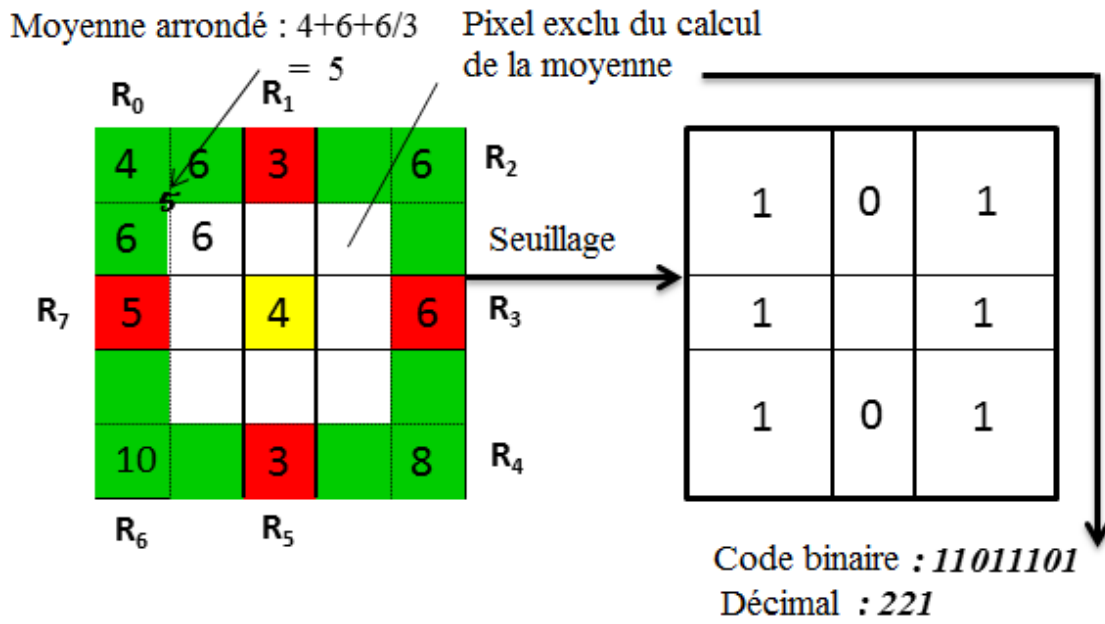 Moyenne arrondé : 4+6+6/3
= 5
Pixel exclu du calcul
de la moyenne
R0 R1
4 6 3 6 R2
5
6 6
Seuillage
R7 5 4 6 R3
10 3 8 R4
R6 R5
1 0 1
1 1
1 0 1
Code binaire : 11011101
Décimal : 221